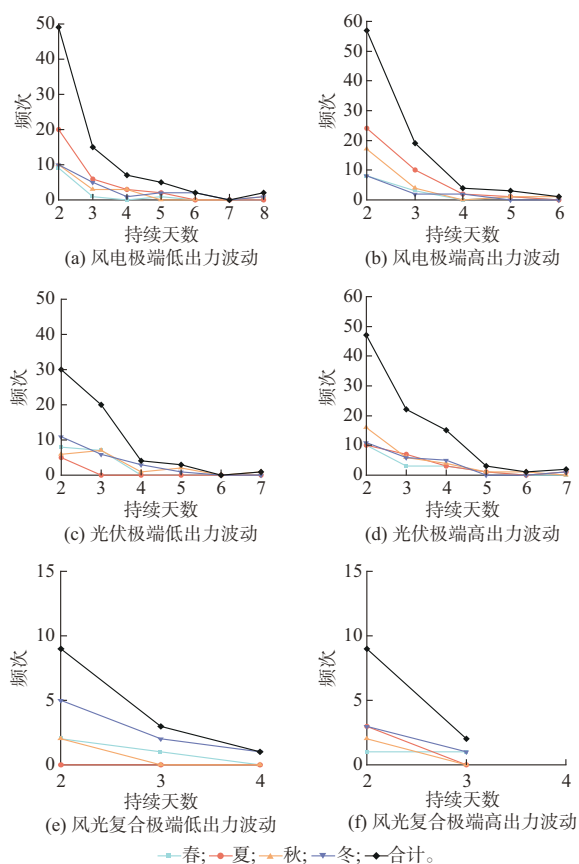 50
40
30
20
10
0
频次
2 3 4 5 6 7 8
持续天数
(a) 风电极端低出力波动
60
50
40
30
20
10
0
频次
2 3 4 5 6
持续天数
(b) 风电极端高出力波动
50
40
30
20
10
0
频次
2 3 4 5 6 7
持续天数
(c) 光伏极端低出力波动
60
50
40
30
20
10
0
频次
2 3 4 5 6 7
持续天数
(d) 光伏极端高出力波动
15
10
5
0
频次
2 3 4
持续天数
(e) 风光复合极端低出力波动
15
10
5
0
频次
2 3 4
持续天数
(f) 风光复合极端高出力波动
春; 夏; 秋; 冬; 合计。